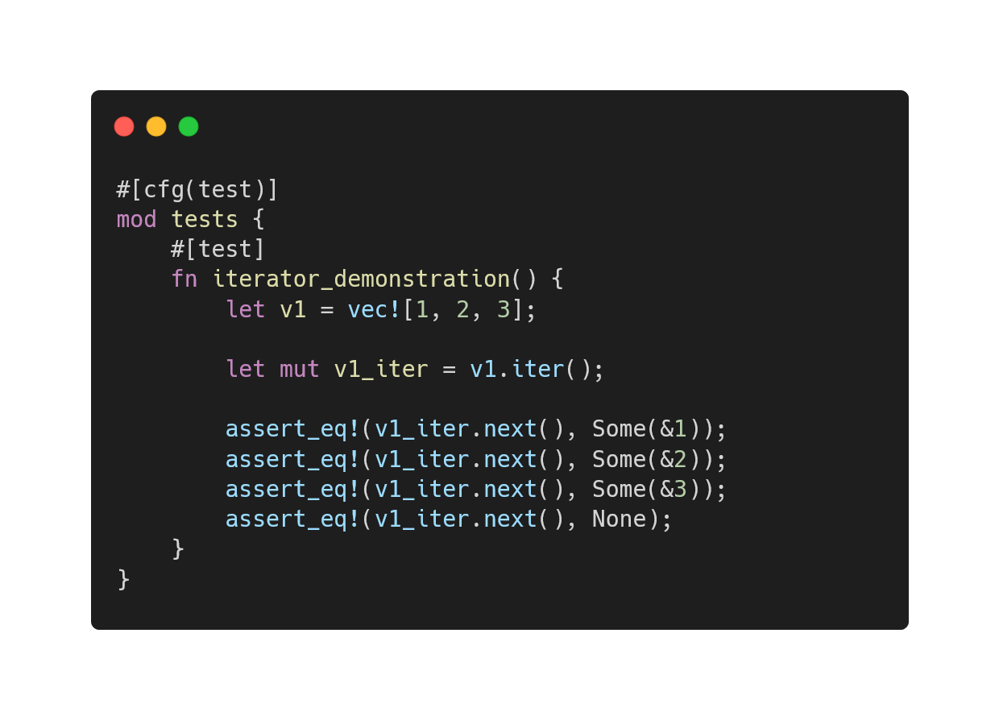 #[cfg(test)]
mod tests {
    #[test]
    fn iterator_demonstration() {
        let v1 = vec![1, 2, 3];

        let mut v1_iter = v1.iter();

        assert_eq!(v1_iter.next(), Some(&1));
        assert_eq!(v1_iter.next(), Some(&2));
        assert_eq!(v1_iter.next(), Some(&3));
        assert_eq!(v1_iter.next(), None);
    }
}